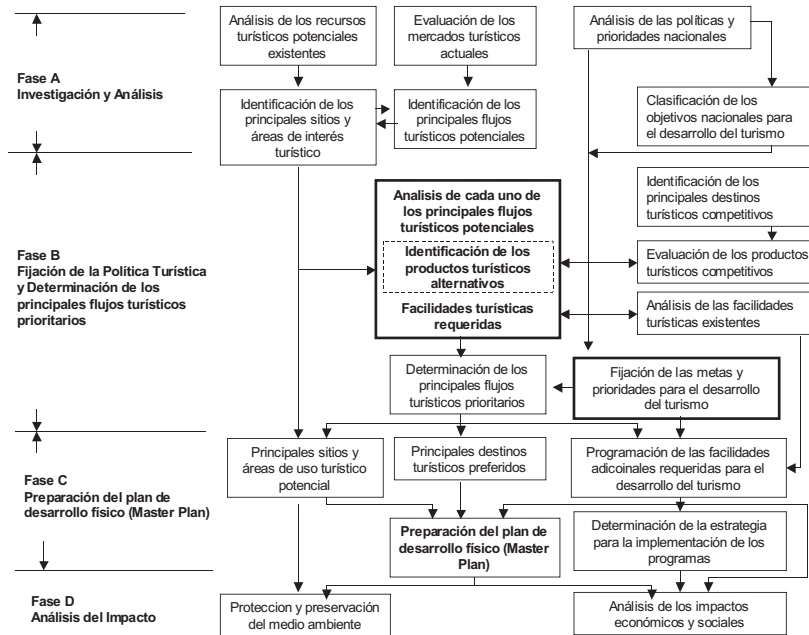 Análisis de los recursos
turísticos potenciales
existentes
Evaluación de los
mercados turísticos
actuales
Análisis de las políticas y
prioridades nacionales
Fase A
Investigación y Análisis
Identificación de los
principales sitios y
áreas de interés
turístico
Identificación de los
principales flujos
turísticos potenciales
Clasificación de los
objetivos nacionales para
el desarrollo del turismo
Fase B
Fijación de la Política Turística
y Determinación de los
principales flujos turísticos
prioritarios
Analisis de cada uno de
los principales flujos
turísticos potenciales
Identificación de los
productos turísticos
alternativos
Facilidades turísticas
requeridas
Identificación de los
principales destinos
turísticos competitivos
Evaluación de los productos
turísticos competitivos
Análisis de las facilidades
turísticas existentes
Determinación de los
principales flujos
turísticos prioritarios
Fijación de las metas y
prioridades para el desarrollo
del turismo
Fase C
Preparación del plan de
desarrollo físico (Master Plan)
Principales sitios y
áreas de uso turístico
potencial
Principales destinos
turísticos preferidos
Programación de las facilidades
adicoinales requeridas para el
desarrollo del turismo
Preparación del plan de
desarrollo físico (Master
Plan)
Determinación de la estrategia
para la implementación de los
programas
Fase D
Análisis del Impacto
Proteccion y preservación
del medio ambiente
Análisis de los impactos
económicos y sociales